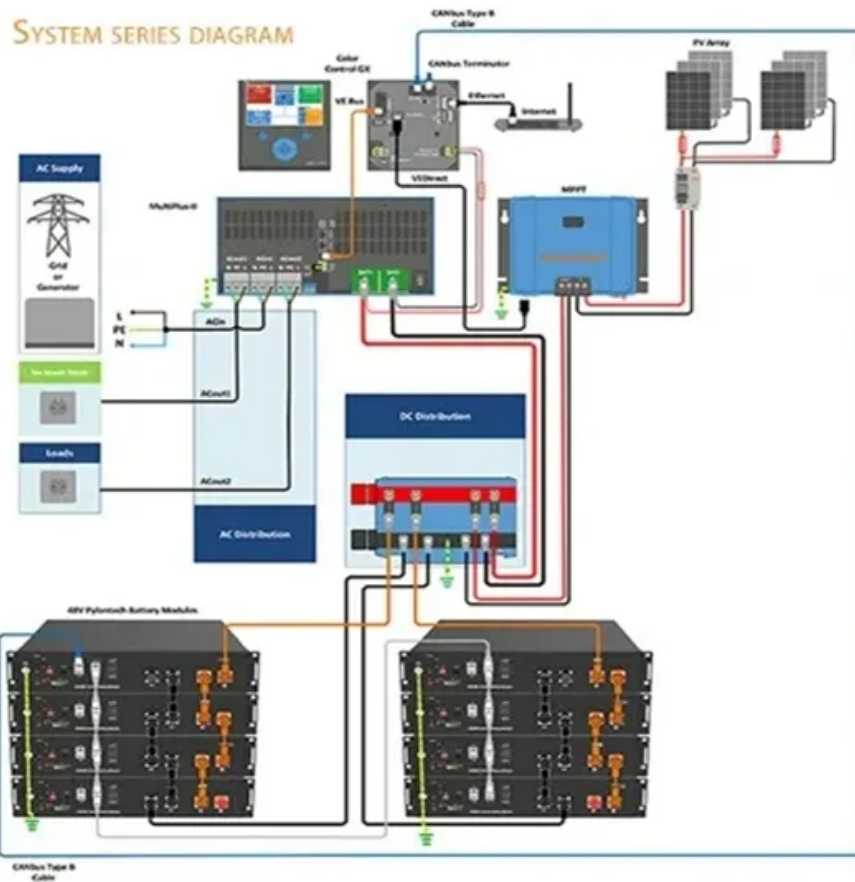 SYSTEM SERIES DIAGRAM
CANbus Type B
Cable
Color
Control GX
CANbus Terminator
PV Array
VE Bus
Ethernet
Internet
AC Supply
VEDirect
MPPT
MultiPlus-II
Grid
or
Generator
L
PE
N
ACin
ACout1
DC Distribution
Loads
ACout2
AC Distribution
48V Pylontech Battery Modules
CANbus Type B
Cable